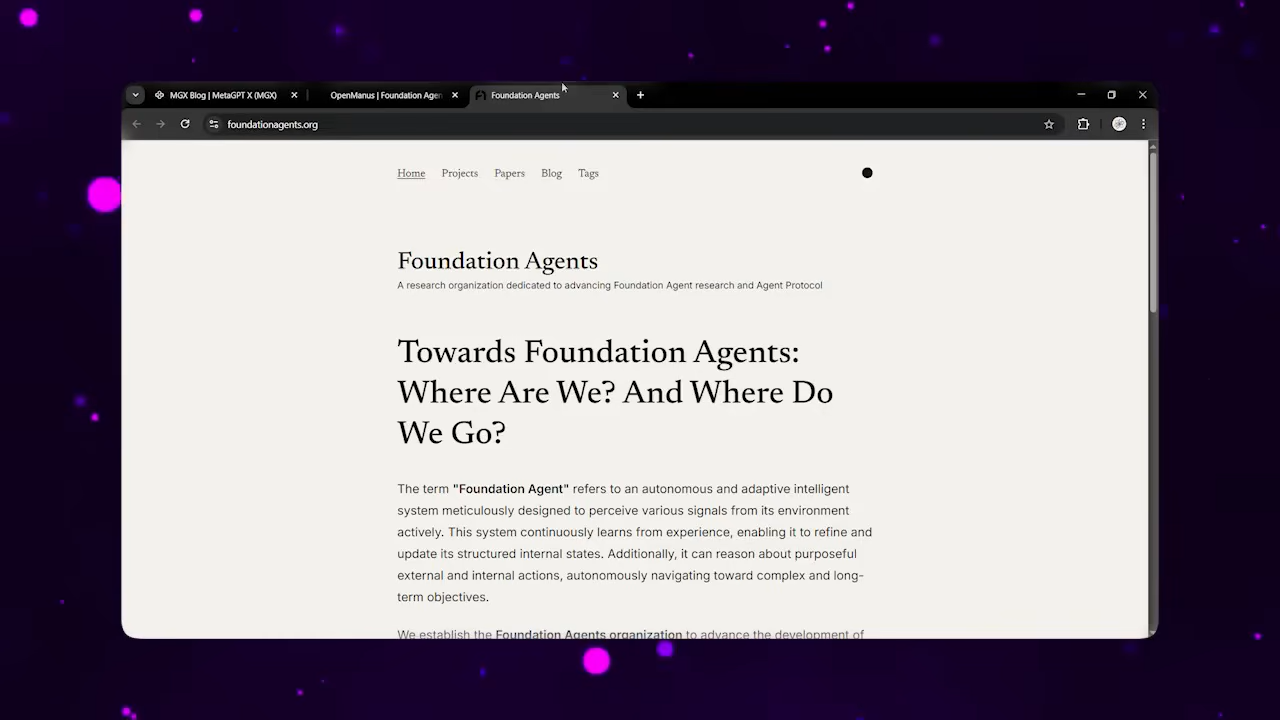 MGX Blog | MetaGPT X (MGX)
OpenManus | Foundation Agen
Foundation Agents
foundationagents.org
Home Projects Papers Blog Tags
Foundation Agents
A research organization dedicated to advancing Foundation Agent research and Agent Protocol
Towards Foundation Agents:
Where Are We? And Where Do
We Go?
The term "Foundation Agent" refers to an autonomous and adaptive intelligent
system meticulously designed to perceive various signals from its environment
actively. This system continuously learns from experience, enabling it to refine and
update its structured internal states. Additionally, it can reason about purposeful
external and internal actions, autonomously navigating toward complex and long-
term objectives.
We establish the Foundation Agents organization to advance the development of